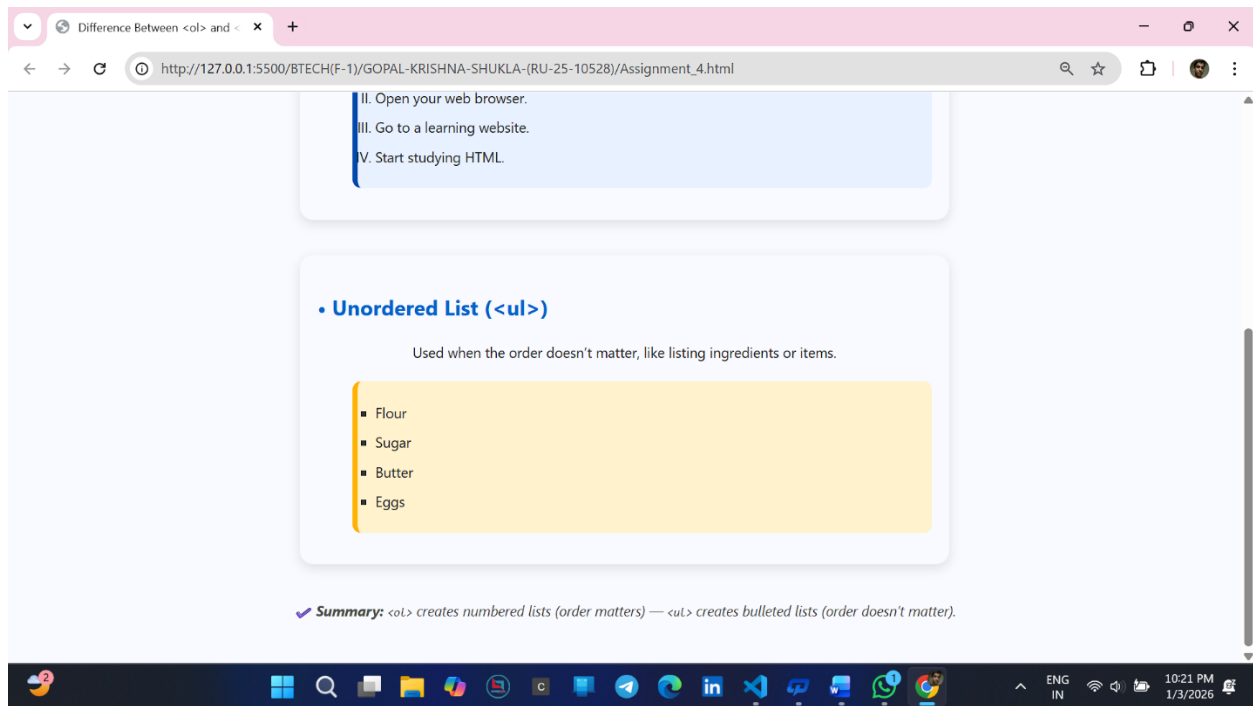 Difference Between <ol> and <
http://127.0.0.1:5500/BTECH(F-1)/GOPAL-KRISHNA-SHUKLA-(RU-25-10528)/Assignment_4.html
II. Open your web browser.
III. Go to a learning website.
IV. Start studying HTML.
• Unordered List (<ul>)
Used when the order doesn’t matter, like listing ingredients or items.
▪ Flour
▪ Sugar
▪ Butter
▪ Eggs
✔ Summary: <ol> creates numbered lists (order matters) — <ul> creates bulleted lists (order doesn't matter).
2
C
in
W
1
ENG
IN
10:21 PM
1/3/2026